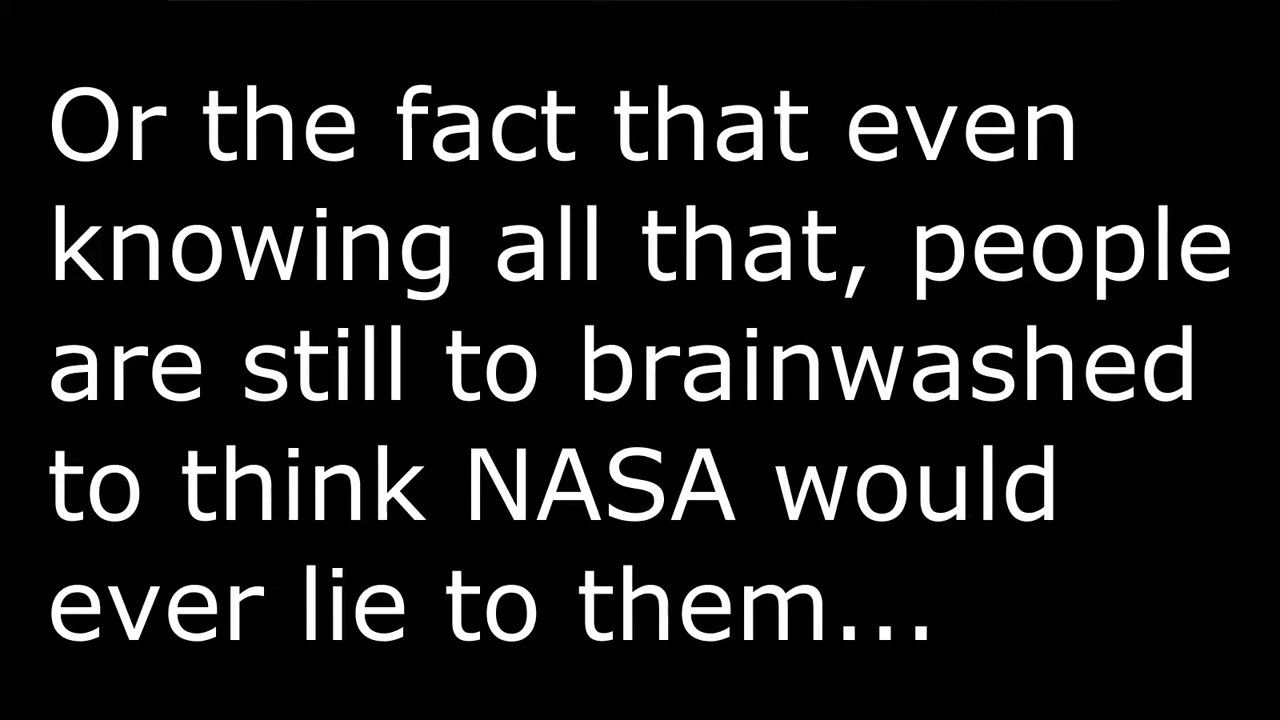 Or the fact that even
knowing all that, people
are still to brainwashed
to think NASA would
ever lie to them...